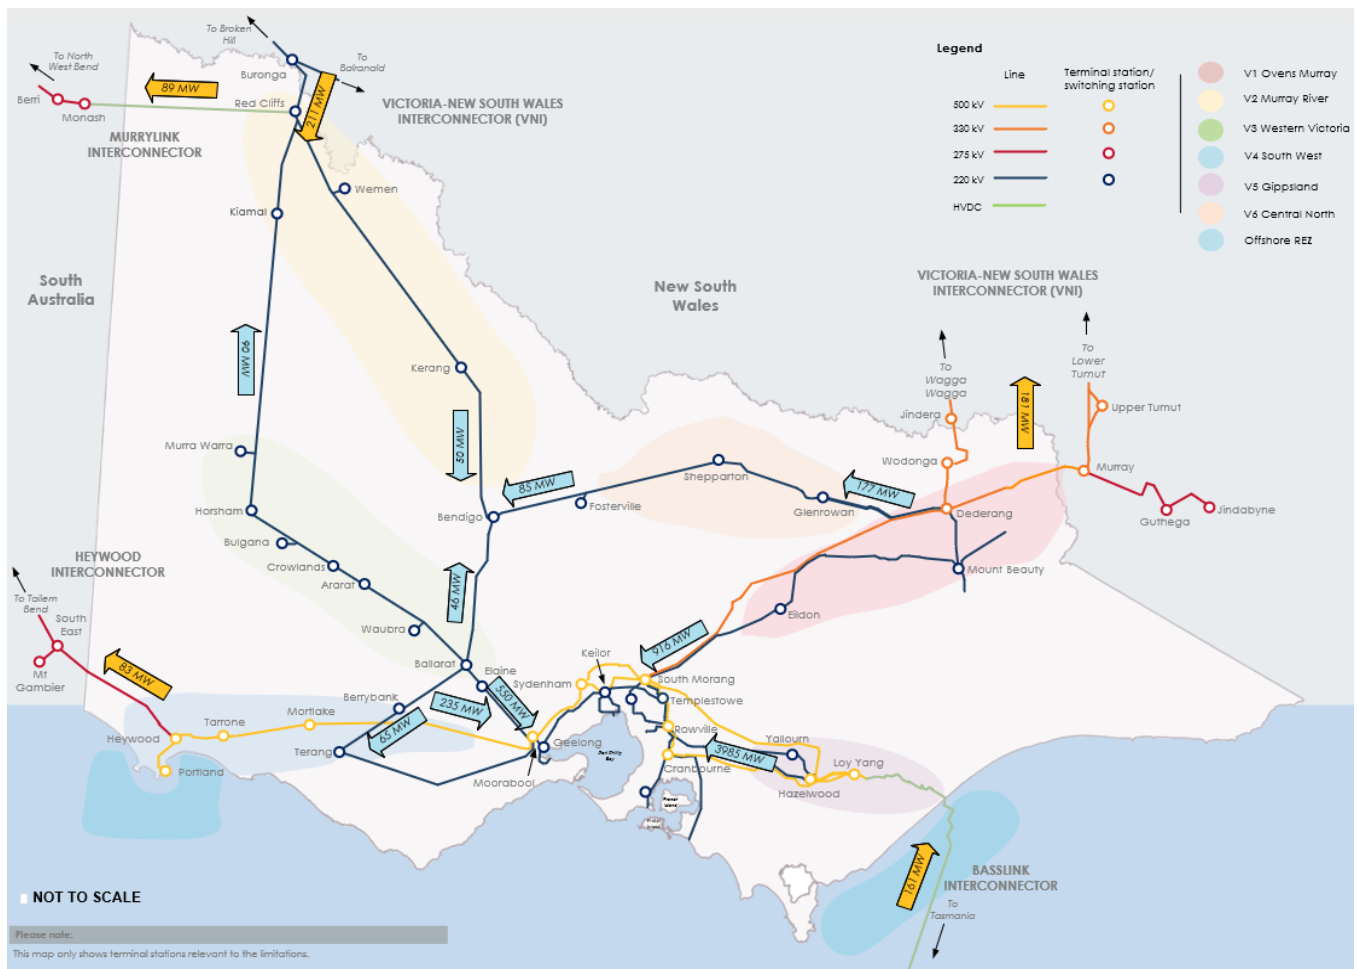 To Broken
Hill
To
Balranald
To North
West Bend
Buronga
89 MW
Berri
Monash
Red Cliffs
211 MW
VICTORIA-NEW SOUTH WALES
INTERCONNECTOR (VNI)
MURRYLINK
INTERCONNECTOR
Wemen
Kiamal
Legend
Line
Terminal station/
switching station
500 kV
330 kV
275 kV
220 kV
HVDC
V1 Ovens Murray
V2 Murray River
V3 Western Victoria
V4 South West
V5 Gippsland
V6 Central North
Offshore REZ
South
Australia
New South
Wales
VICTORIA-NEW SOUTH WALES
INTERCONNECTOR (VNI)
90 MW
Kerang
To
Wagga
Wagga
To
Lower
Tumut
181 MW
Jindera
Upper Tumut
50 MW
Murra Warra
Wodonga
Murray
Shepparton
85 MW
177 MW
Horsham
Bendigo
Fosterville
Glenrowan
Dederang
Guthega
Jindabyne
Bulgana
HEYWOOD
INTERCONNECTOR
Crowlands
Ararat
46 MW
Mount Beauty
To Tailem
Bend
South
East
Waubra
Eildon
916 MW
Mt
Gambier
83 MW
Ballarat
Elaine
Keilor
Sydenham
South Morang
Templestowe
Berrybank
235 MW
550 MW
65 MW
Mortlake
Tarrone
Heywood
Terang
Portland
Geelong
Moorabool
Port Phillip
Bay
Rowville
Yallourn
3985 MW
Cranbourne
Loy Yang
Hazelwood
French
Island
161 MW
BASSLINK
INTERCONNECTOR
To
Tasmania
NOT TO SCALE
Please note:
This map only shows terminal stations relevant to the limitations.